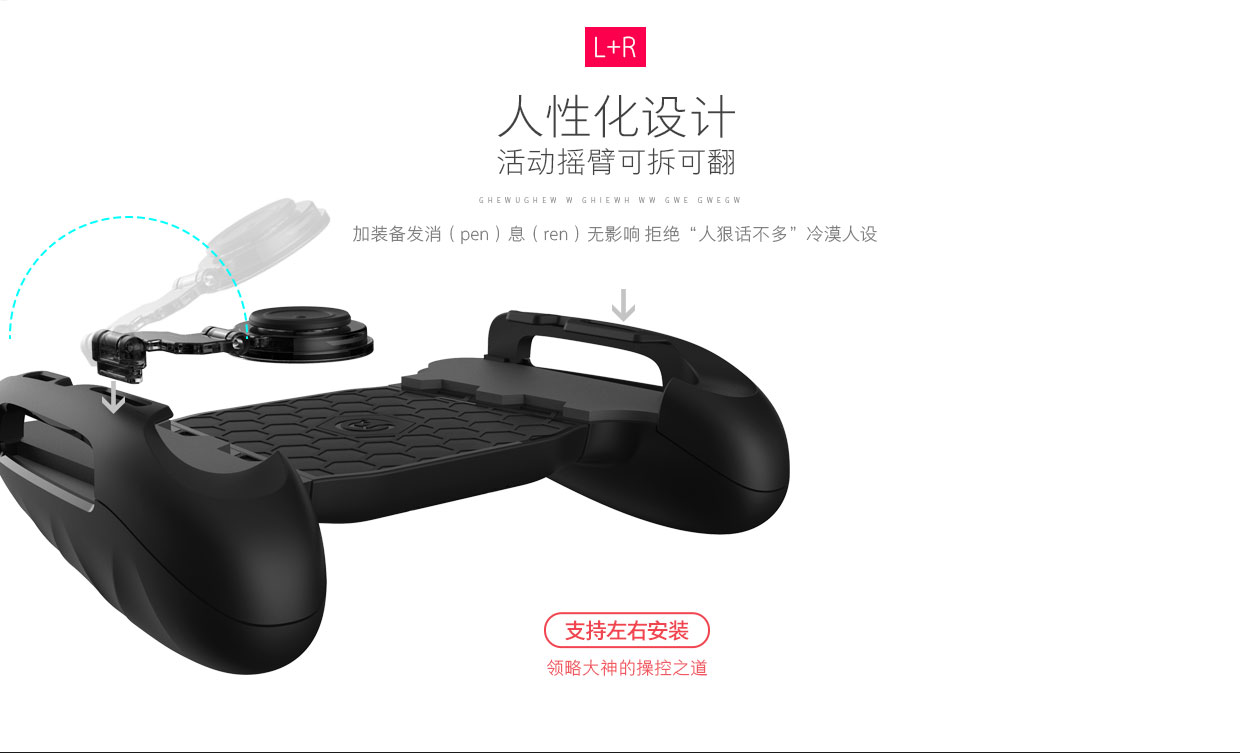 L+R
人性化设计
活动摇臂可拆可翻
GHEWUGHEW W GHIEWH WW GWE GWEGW
加装备发消（pen）息（ren）无影响 拒绝“人狠话不多”冷漠人设
支持左右安装
领略大神的操控之道